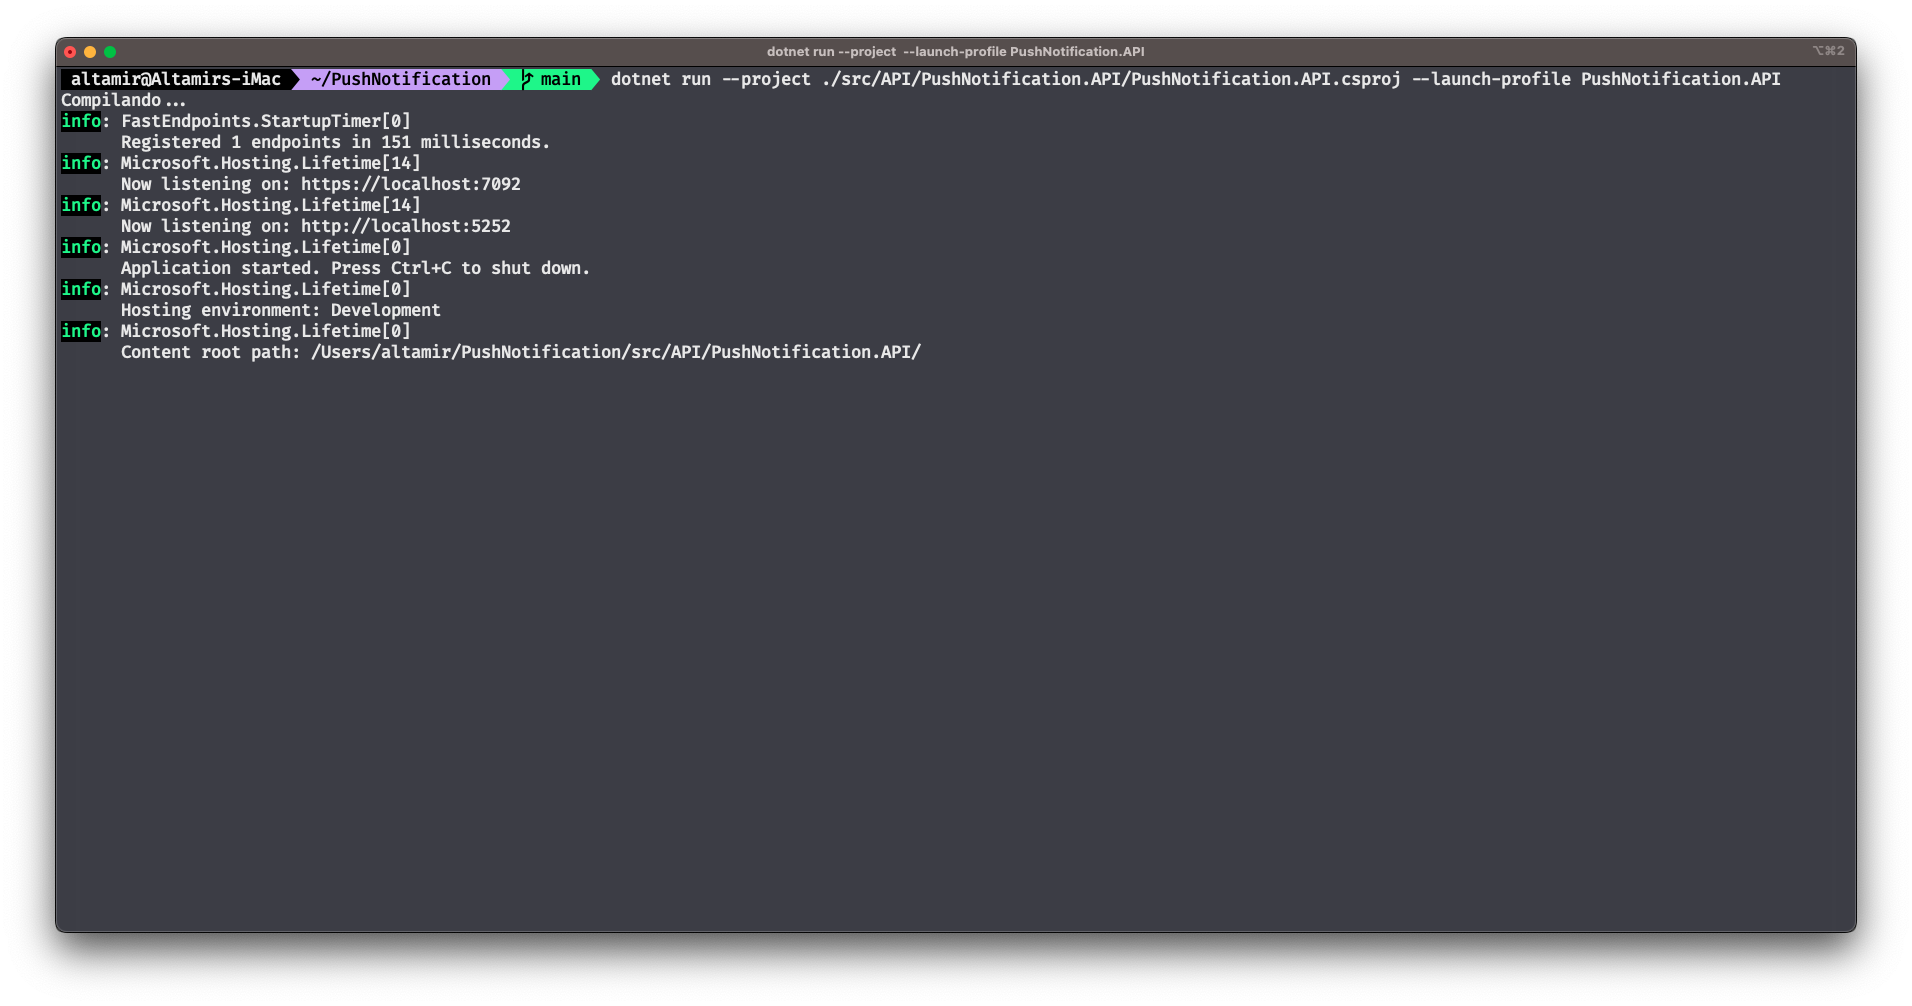 dotnet run --project  --launch-profile PushNotification.API
⌥⌘2
altamir@Altamirs-iMac ~/PushNotification main dotnet run --project ./src/API/PushNotification.API/PushNotification.API.csproj --launch-profile PushNotification.API
Compilando...
info: FastEndpoints.StartupTimer[0]
Registered 1 endpoints in 151 milliseconds.
info: Microsoft.Hosting.Lifetime[14]
Now listening on: https://localhost:7092
info: Microsoft.Hosting.Lifetime[14]
Now listening on: http://localhost:5252
info: Microsoft.Hosting.Lifetime[0]
Application started. Press Ctrl+C to shut down.
info: Microsoft.Hosting.Lifetime[0]
Hosting environment: Development
info: Microsoft.Hosting.Lifetime[0]
Content root path: /Users/altamir/PushNotification/src/API/PushNotification.API/